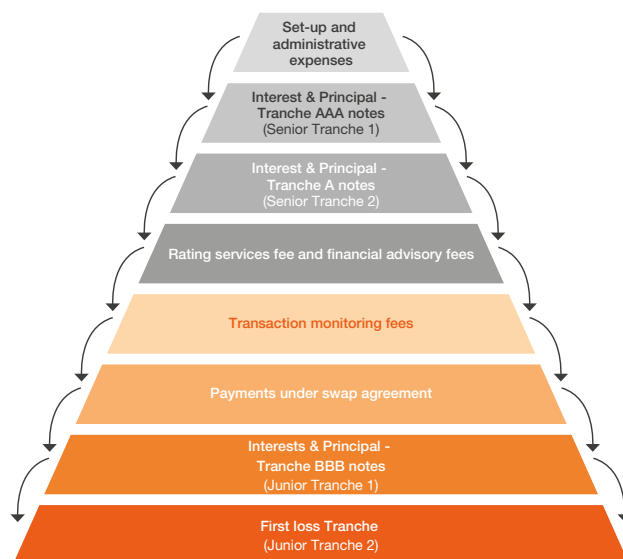 Set-up and
administrative
expenses
Interest & Principal -
Tranche AAA notes
(Senior Tranche 1)
Interest & Principal -
Tranche A notes
(Senior Tranche 2)
Rating services fee and financial advisory fees
Transaction monitoring fees
Payments under swap agreement
Interests & Principal -
Tranche BBB notes
(Junior Tranche 1)
First loss Tranche
(Junior Tranche 2)